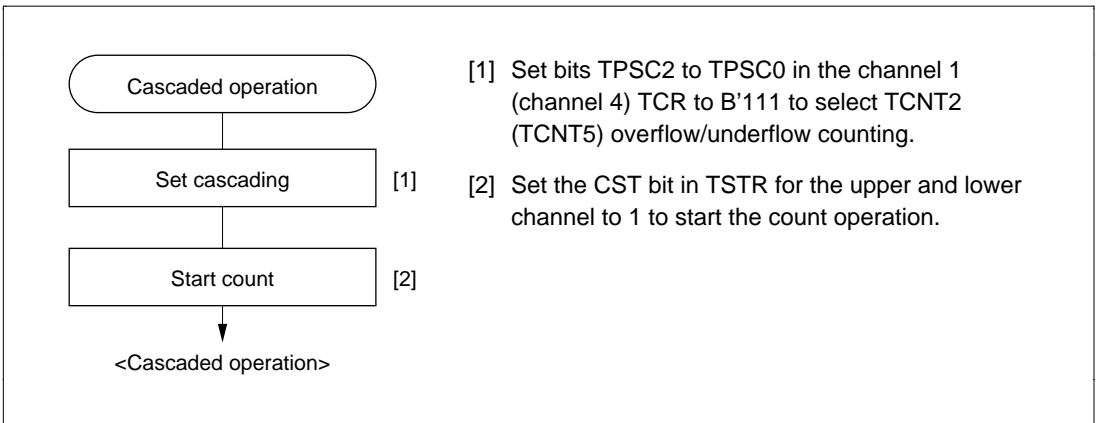 Cascaded operation
Set cascading
[1]
Start count
[2]
<Cascaded operation>
[1] Set bits TPSC2 to TPSC0 in the channel 1
(channel 4) TCR to B'111 to select TCNT2
(TCNT5) overflow/underflow counting.
[2] Set the CST bit in TSTR for the upper and lower
channel to 1 to start the count operation.